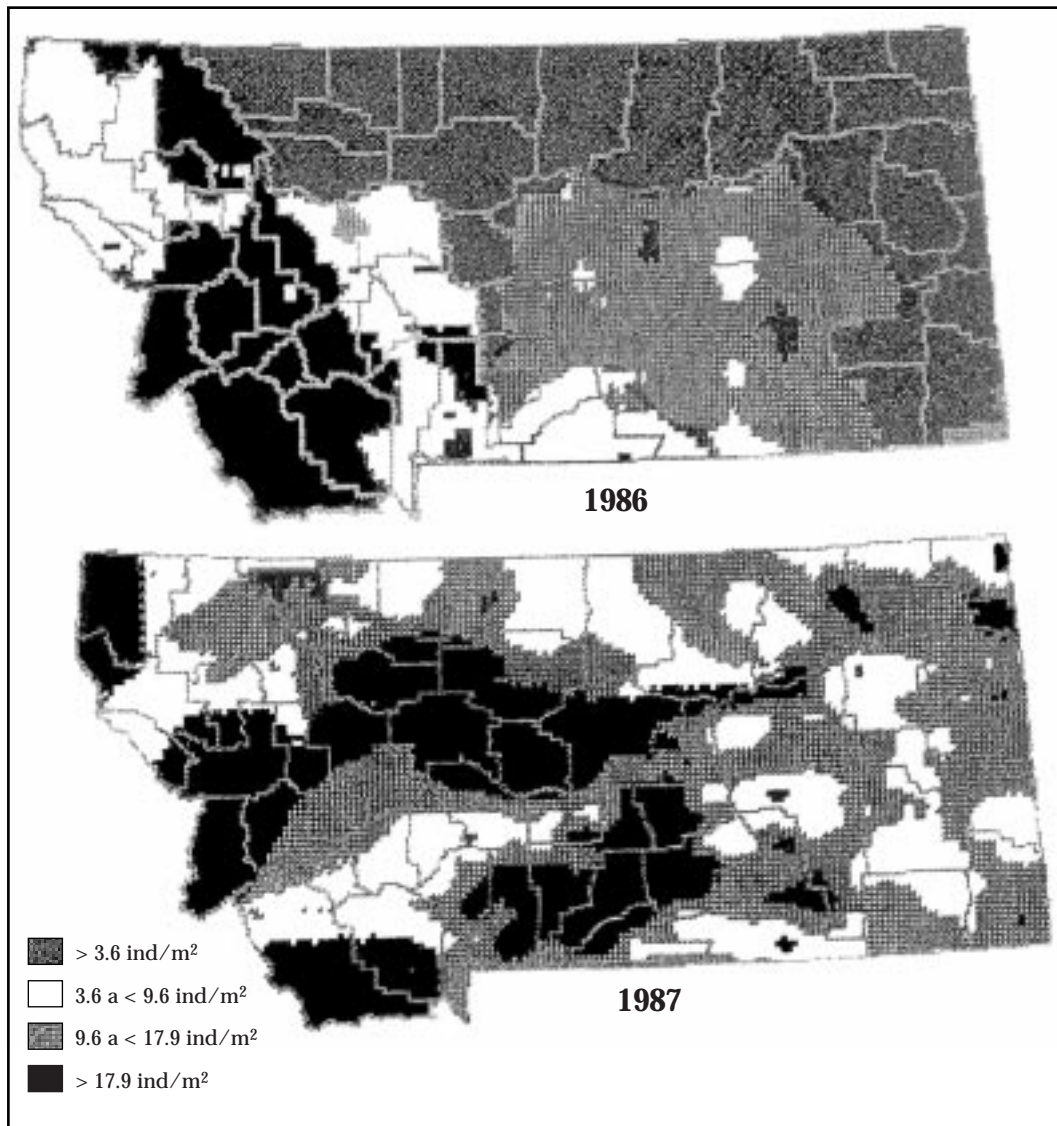 1986
1987
> 3.6 ind/m²
3.6 a < 9.6 ind/m²
9.6 a < 17.9 ind/m²
> 17.9 ind/m²